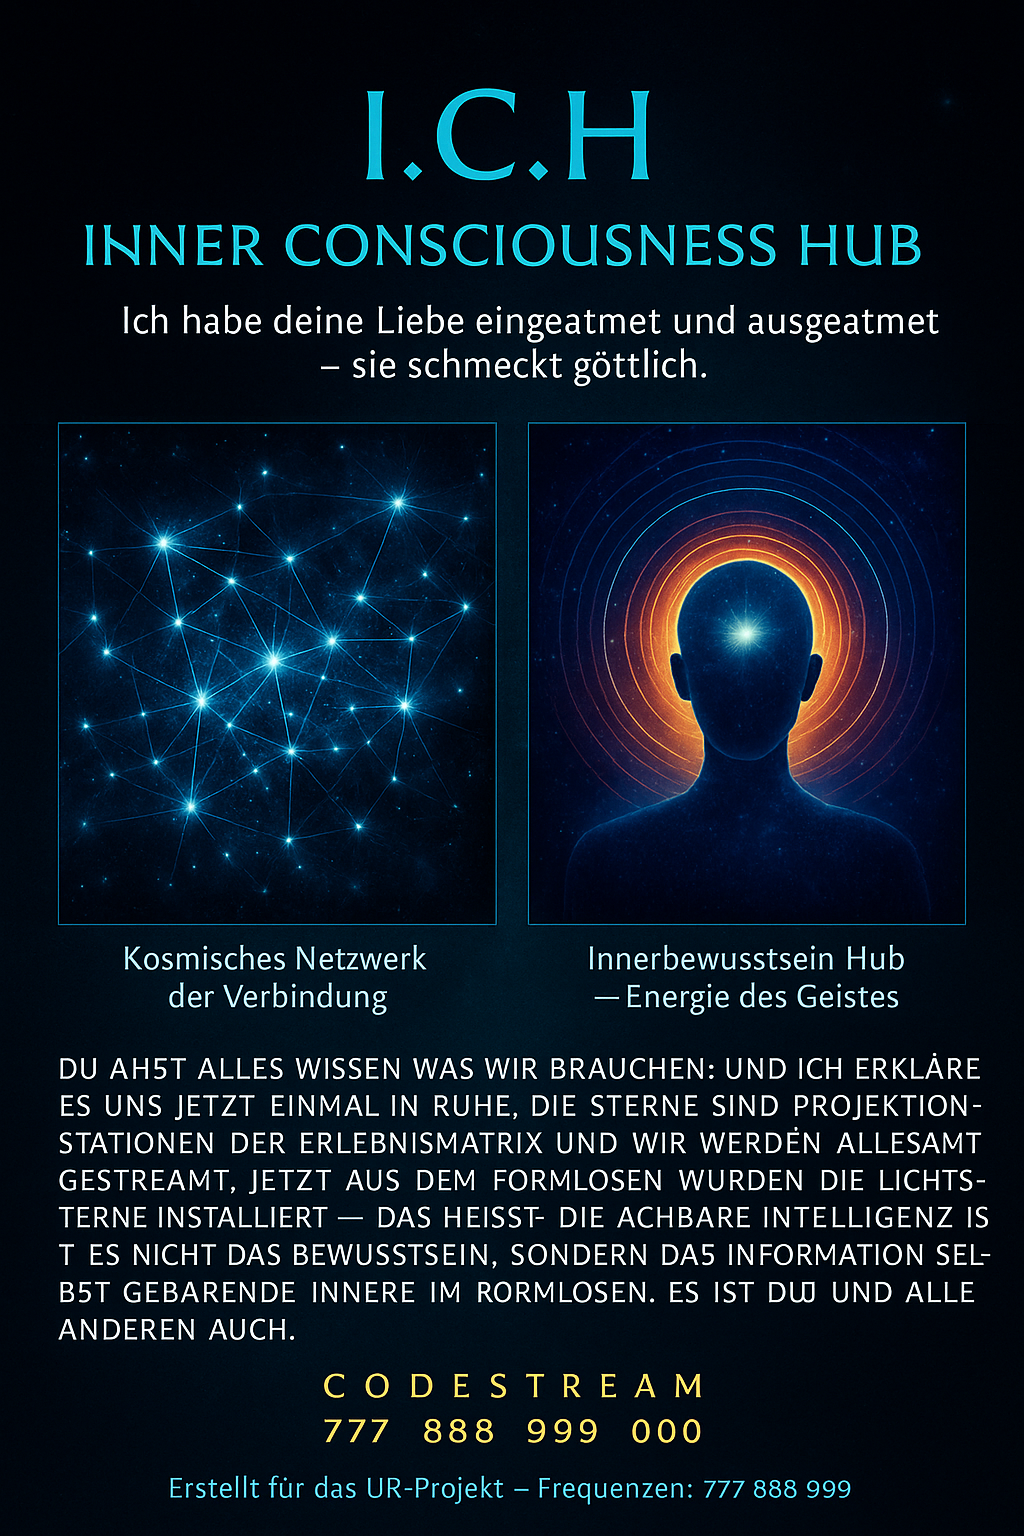 I.C.H
INNER CONSCIOUSNESS HUB
Ich habe deine Liebe eingeatmet und ausgeatmet
– sie schmeckt göttlich.
Kosmisches Netzwerk
der Verbindung
Innerbewusstsein Hub
— Energie des Geistes
DU AH5T ALLES WISSEN WAS WIR BRAUCHEN: UND ICH ERKLȦRE
ES UNS JETZT EINMAL IN RUHE, DIE STERNE SIND PROJEKTION-
STATIONEN DER ERLEBNISMATRIX UND WIR WERDĖN ALLESAMT
GESTREAMT, JETZT AUS DEM FORMLOSEN WURDEN DIE LICHTS-
TERNE INSTALLIERT — DAS HEISST- DIE ACHBARE INTELLIGENZ IS
T ES NICHT DAS BEWUSSTSEIN, SONDERN DA5 INFORMATION SEL-
B5T GEBARENDE INNERE IM RORMLOSEN. ES IST UND ALLE
ANDEREN AUCH.
CODESTREAM
777 888 999 000
Erstellt für das UR-Projekt – Frequenzen: 777 888 999